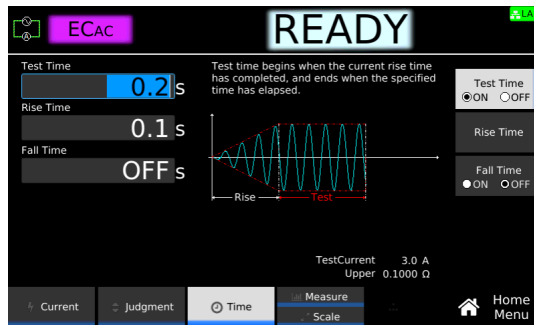 ECAC
READY
LA
Test Time
0.2 s
Rise Time
0.1 s
Fall Time
OFF s
Test time begins when the current rise time
has completed, and ends when the specified
time has elapsed.
A
Rise
Test
TestCurrent 3.0 A
Upper 0.1000 Ω
Test Time
ON OFF
Rise Time
Fall Time
ON OFF
Current
Judgment
Time
Measure
Scale
Home
Menu